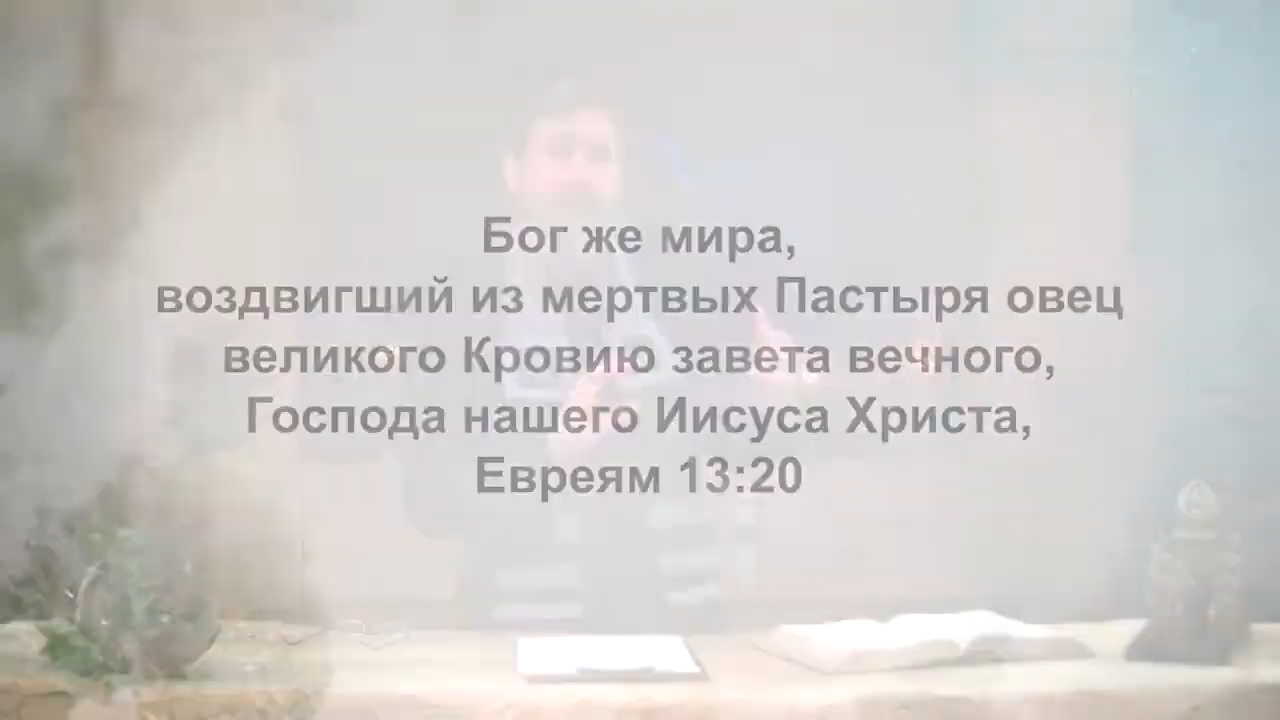 Бог же мира,
воздвигший из мертвых Пастыря овец
великого Кровию завета вечного,
Господа нашего Иисуса Христа,
Евреям 13:20